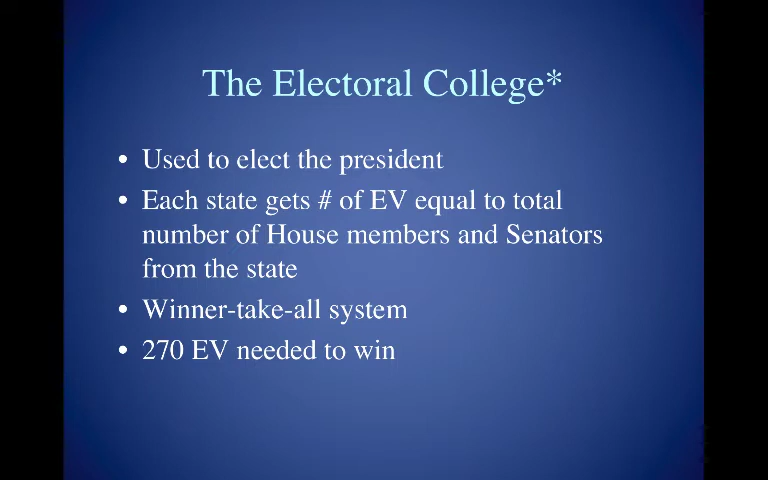 The Electoral College*
• Used to elect the president
• Each state gets # of EV equal to total
number of House members and Senators
from the state
• Winner-take-all system
• 270 EV needed to win